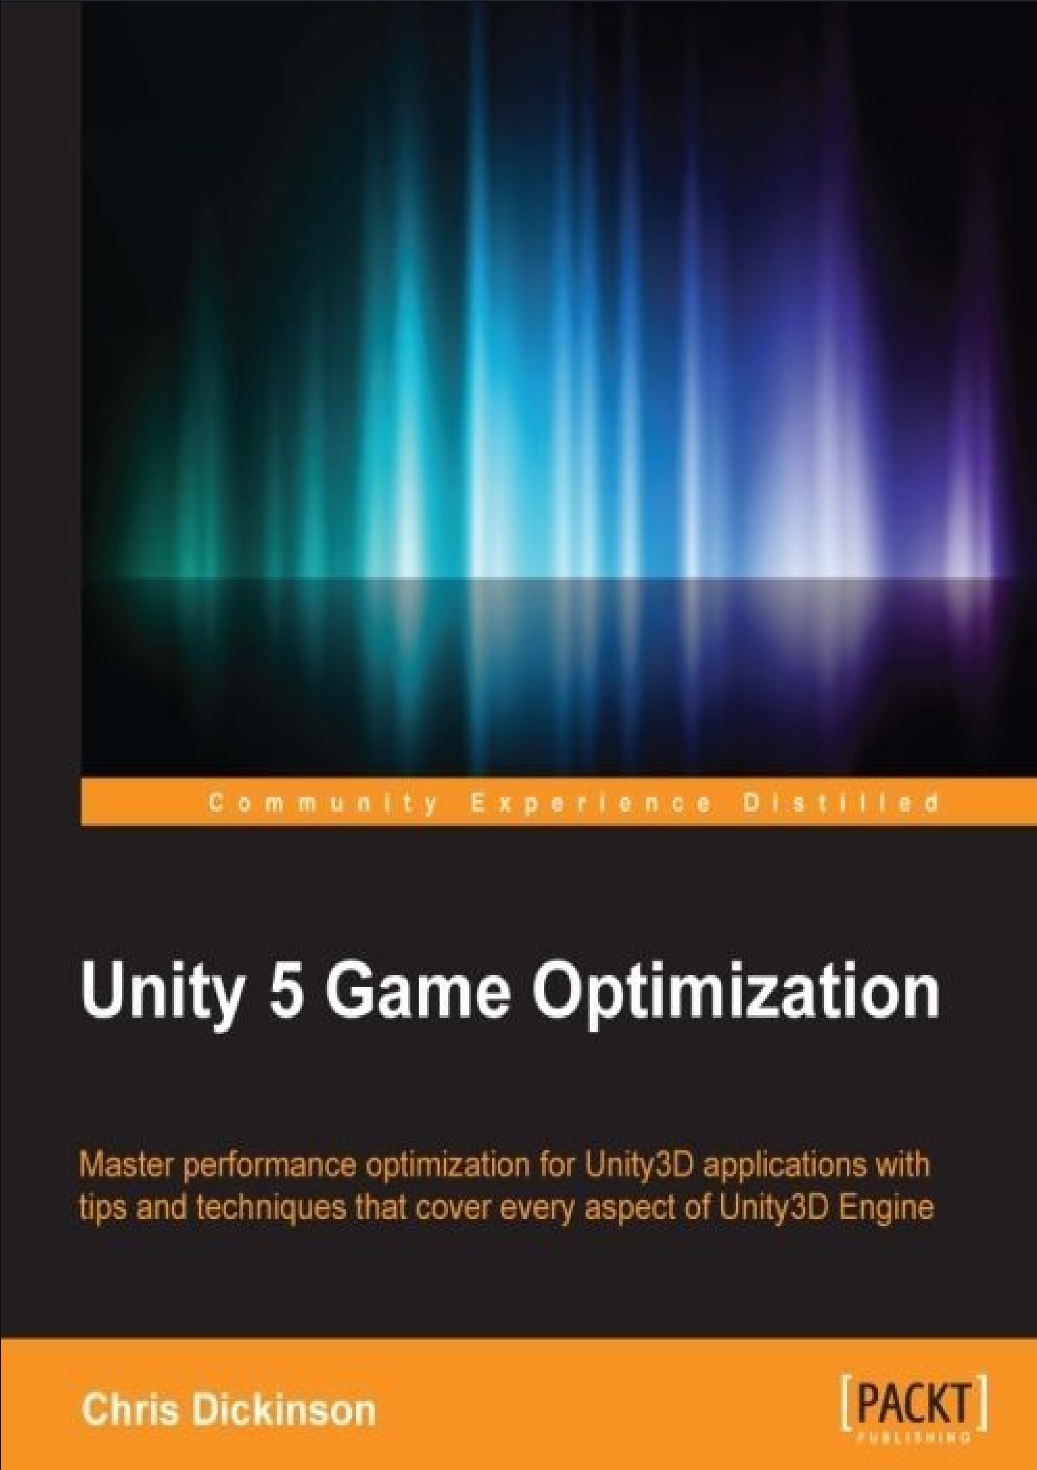 Community Experience Distilled
Unity 5 Game Optimization
Master performance optimization for Unity3D applications with
tips and techniques that cover every aspect of Unity3D Engine
Chris Dickinson
[PACKT]
PUBLISHING